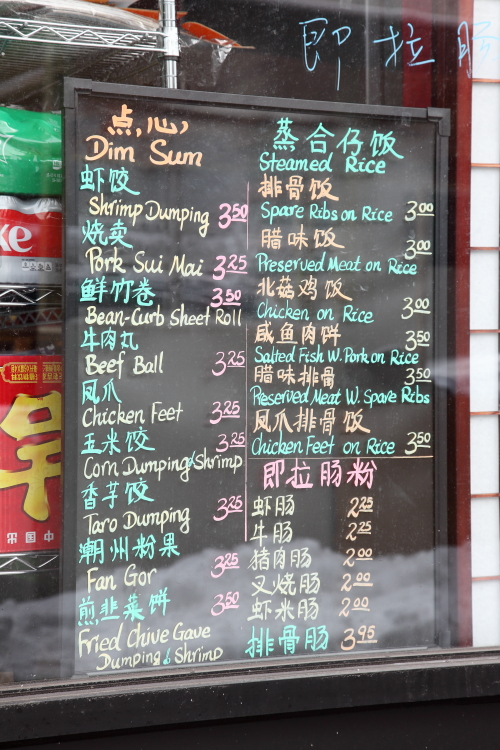 即拉肠
点心
Dim Sum
虾饺
Shrimp Dumping 3.50
烧卖
Pork Sui Mai 3.25
鲜竹卷 3.50
Bean-Curb Sheet Roll
牛肉丸
Beef Ball 3.25
凤爪
Chicken Feet 3.25
玉米饺 3.25
Corn Dumping & Shrimp
香芋饺
Taro Dumping 3.25
潮州粉果
Fan Gor 3.25
煎韭菜饼 3.50
Fried Chive Gave
Dumping & Shrimp
蒸合仔饭
Steamed Rice
排骨饭
Spare Ribs on Rice 3.00
腊味饭 3.00
Preserved Meat on Rice
北菇鸡饭
Chicken on Rice 3.00
咸鱼肉饼 3.50
Salted Fish W. Pork on Rice
腊味排骨 3.50
Preserved Meat W. Spare Ribs
凤爪排骨饭
Chicken Feet on Rice 3.50
即拉肠粉
虾肠 2.25
牛肠 2.25
猪肉肠 2.00
叉烧肠 2.00
虾米肠 2.00
排骨肠 3.95
ke